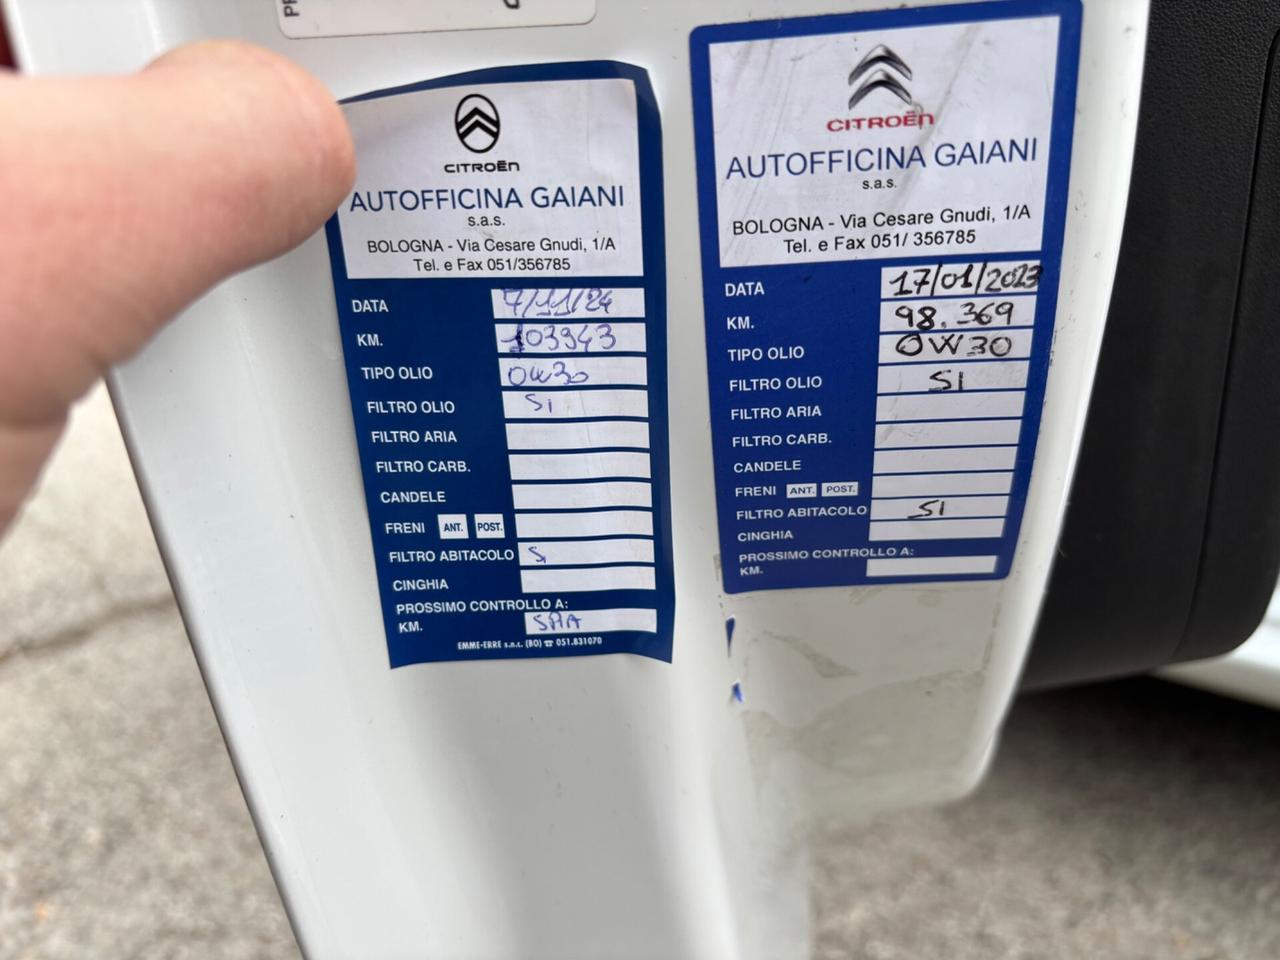 CITROËN
AUTOFFICINA GAIANI
s.a.s.
BOLOGNA - Via Cesare Gnudi, 1/A
Tel. e Fax 051/356785
DATA 7/11/24
KM. 103943
TIPO OLIO 0W30
FILTRO OLIO Si
FILTRO ARIA
FILTRO CARB.
CANDELE
FRENI ANT. POST.
FILTRO ABITACOLO Si
CINGHIA
PROSSIMO CONTROLLO A:
KM.
EMME-ERRE s.n.c. (BO) ☎ 051.831070
CITROËN
AUTOFFICINA GAIANI
s.a.s.
BOLOGNA - Via Cesare Gnudi, 1/A
Tel. e Fax 051/ 356785
DATA 17/01/2023
KM. 98.369
TIPO OLIO 0W30
FILTRO OLIO SI
FILTRO ARIA
FILTRO CARB.
CANDELE
FRENI ANT. POST.
FILTRO ABITACOLO SI
CINGHIA
PROSSIMO CONTROLLO A:
KM.